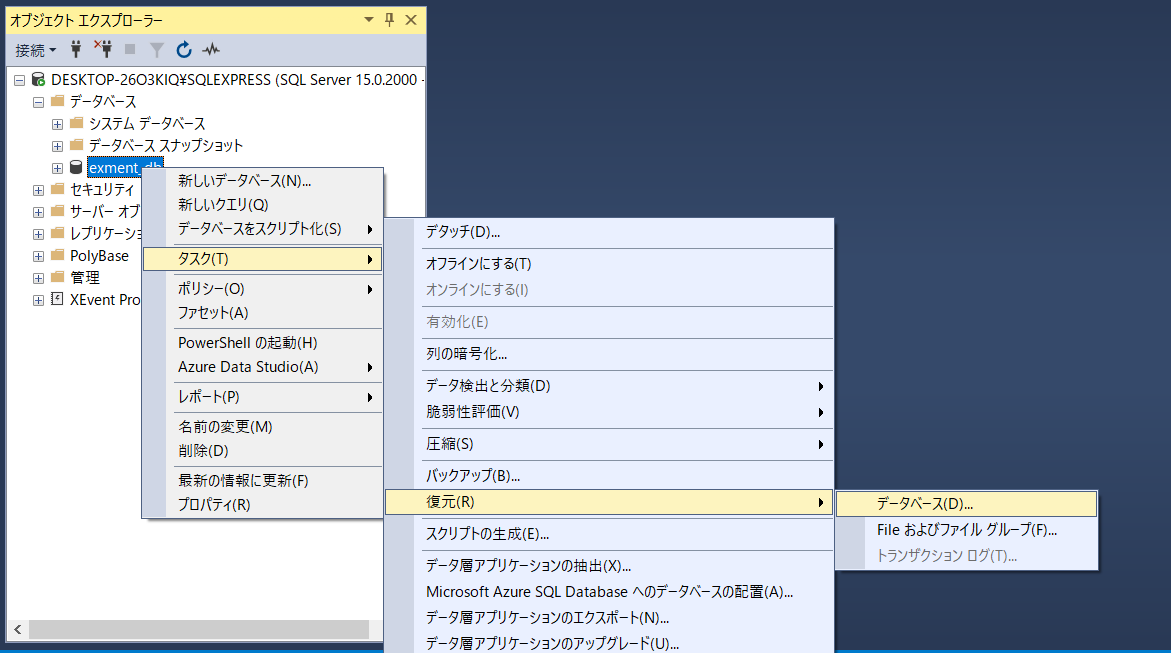 オブジェクト エクスプローラー
接続
DESKTOP-26O3KIQ¥SQLEXPRESS (SQL Server 15.0.2000 -
データベース
システム データベース
データベース スナップショット
exment_db
セキュリティ
サーバー オブ
レプリケーショ
PolyBase
管理
XEvent Pro
新しいデータベース(N)...
新しいクエリ(Q)
データベースをスクリプト化(S)
タスク(T)
ポリシー(O)
ファセット(A)
PowerShell の起動(H)
Azure Data Studio(A)
レポート(P)
名前の変更(M)
削除(D)
最新の情報に更新(F)
プロパティ(R)
デタッチ(D)...
オフラインにする(T)
オンラインにする(I)
有効化(E)
列の暗号化...
データ検出と分類(D)
脆弱性評価(V)
圧縮(S)
バックアップ(B)...
復元(R)
スクリプトの生成(E)...
データ層アプリケーションの抽出(X)...
Microsoft Azure SQL Database へのデータベースの配置(A)...
データ層アプリケーションのエクスポート(N)...
データ層アプリケーションのアップグレード(U)...
データベース(D)...
File およびファイル グループ(F)...
トランザクション ログ(T)...